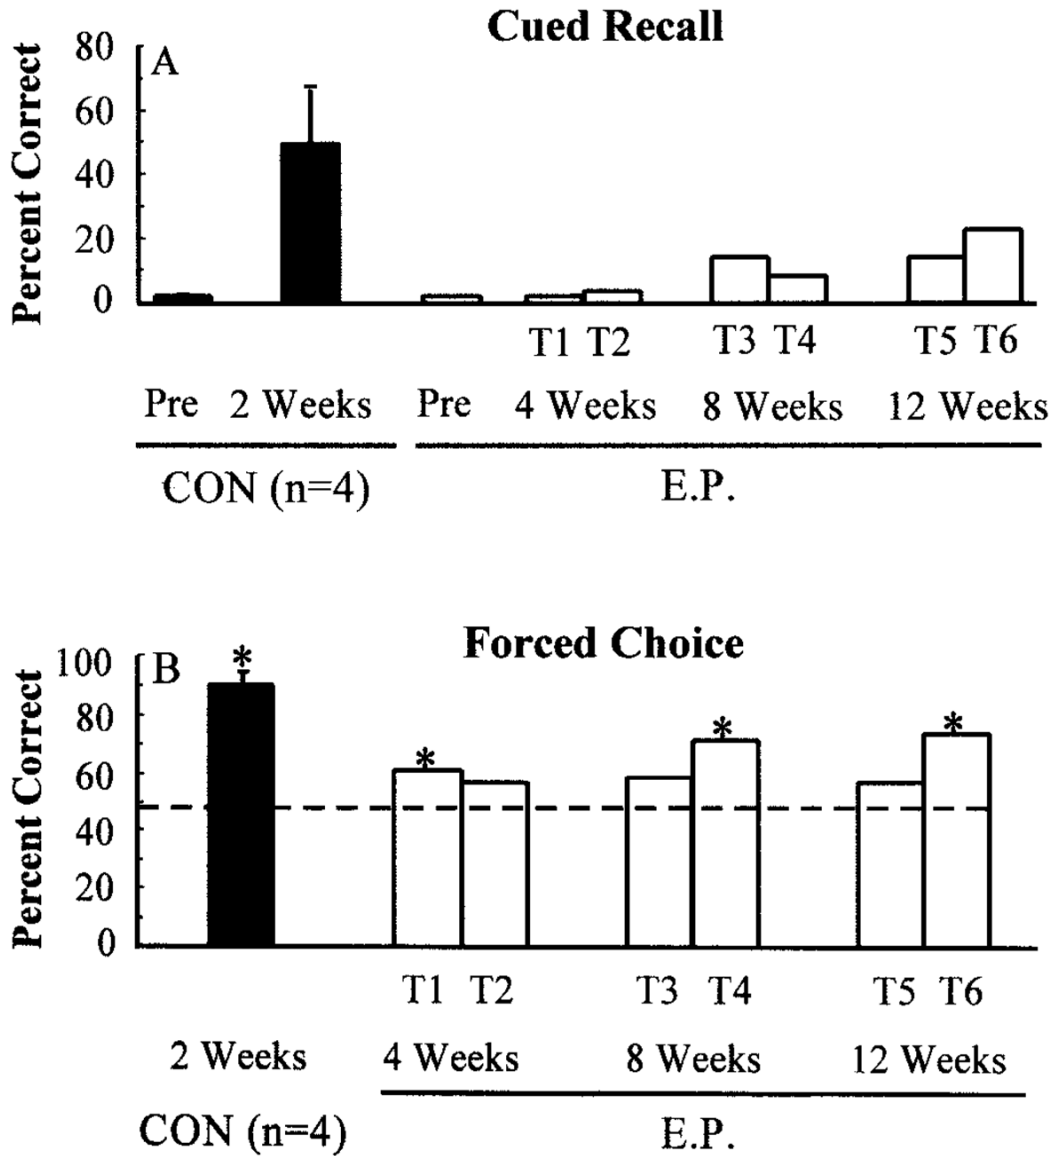 Cued Recall
A
Percent Correct
80
60
40
20
0
T1 T2 T3 T4 T5 T6
Pre 2 Weeks Pre 4 Weeks 8 Weeks 12 Weeks
CON (n=4) E.P.
Forced Choice
B
Percent Correct
100
80
60
40
20
0
* * * *
T1 T2 T3 T4 T5 T6
2 Weeks 4 Weeks 8 Weeks 12 Weeks
CON (n=4) E.P.